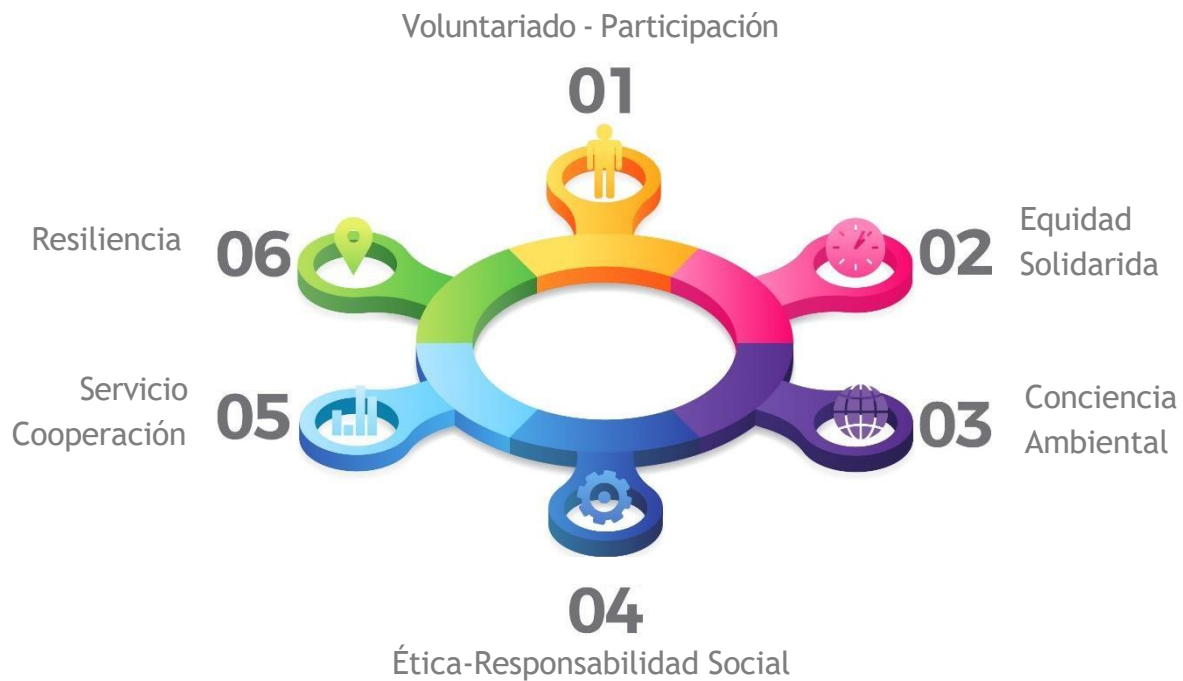 Voluntariado - Participación
01
Equidad
Solidarida
02
Conciencia
Ambiental
03
04
Ética-Responsabilidad Social
Servicio
Cooperación
05
Resiliencia
06